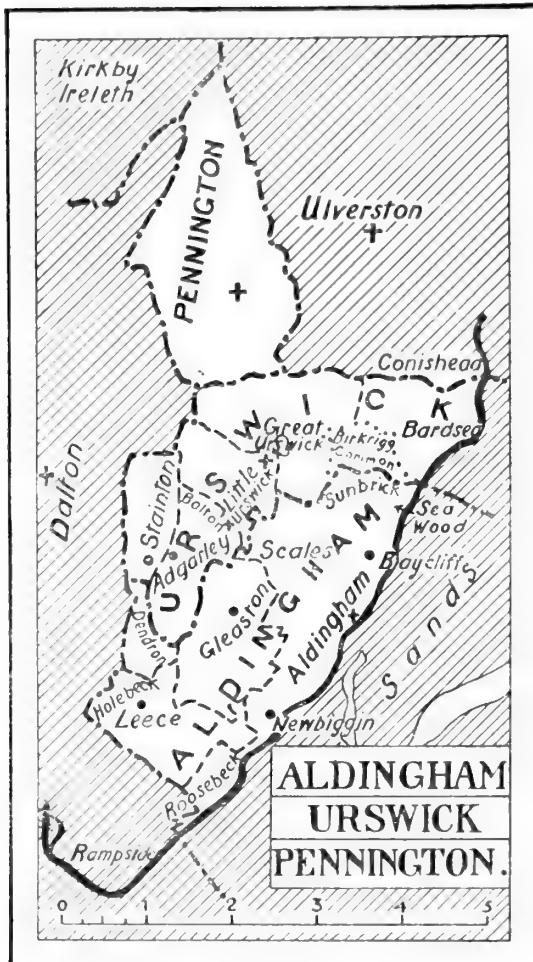 Kirkby
Ireleth
PENNINGTON
Ulverston
Conishead
URSWICK
Bardsea
Great
Urswick
Birkrigg
Common
Dalton
Stainton
Bolton
Little
Urswick
Sunbrick
Sea
Wood
Adgarley
Scales
Baycliff
Gleaston
ALDINGHAM
Aldingham
Sands
Dendron
Holebeck
Leece
Newbiggin
Roosebeck
Rampside
ALDINGHAM
URSWICK
PENNINGTON.
0 1 2 3 4 5